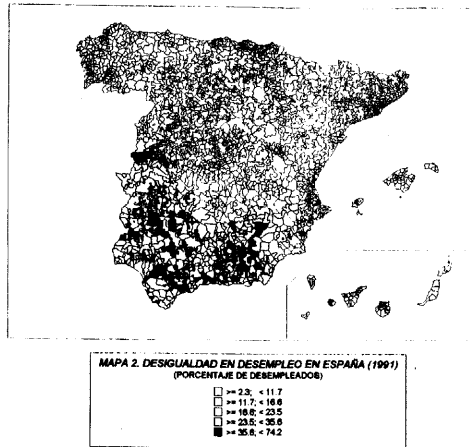 MAPA 2. DESIGUALDAD EN DESEMPLEO EN ESPAÑA (1991)
(PORCENTAJE DE DESEMPLEADOS)
>= 2.3; < 11.7
>= 11.7; < 16.6
>= 16.6; < 23.5
>= 23.5; < 35.6
>= 35.6; < 74.2